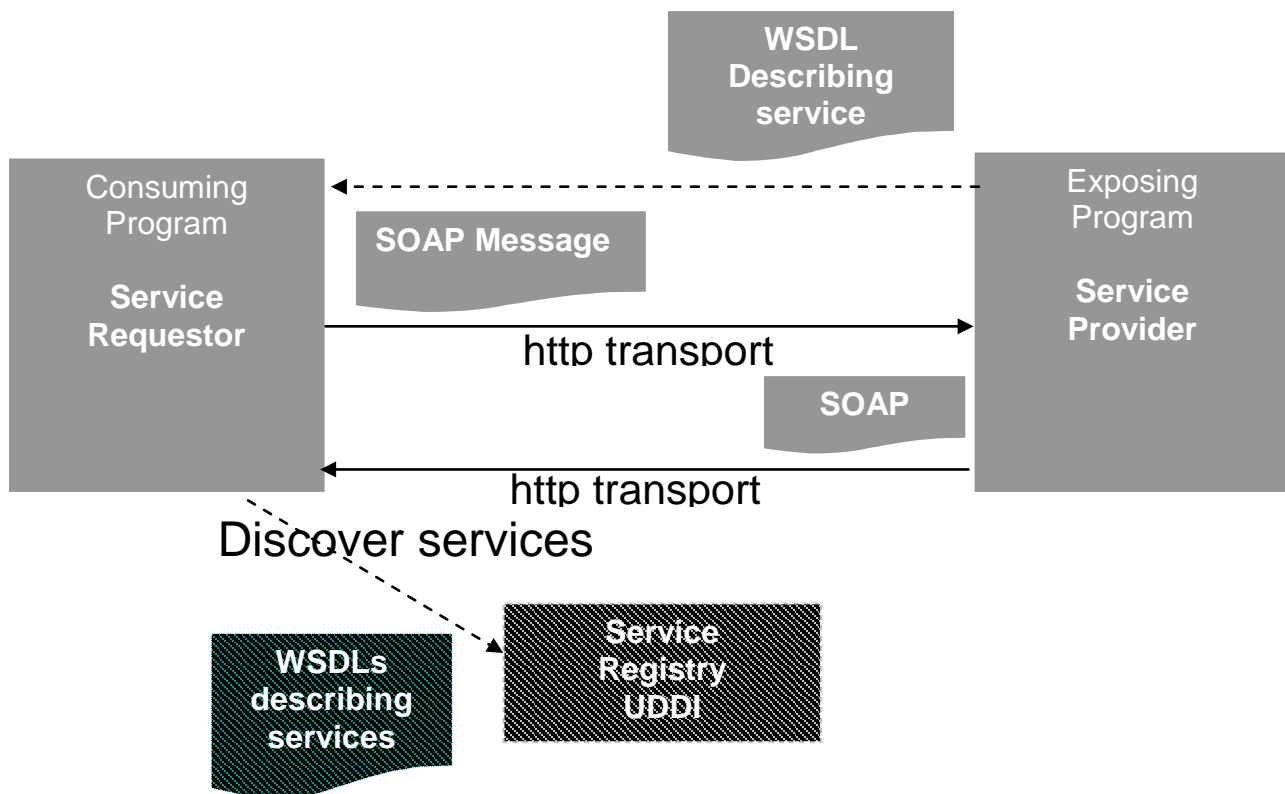 WSDL
Describing
service
Consuming
Program
Service
Requestor
Exposing
Program
Service
Provider
SOAP Message
http transport
SOAP
http transport
Discover services
Service
Registry
UDDI
WSDLs
describing
services